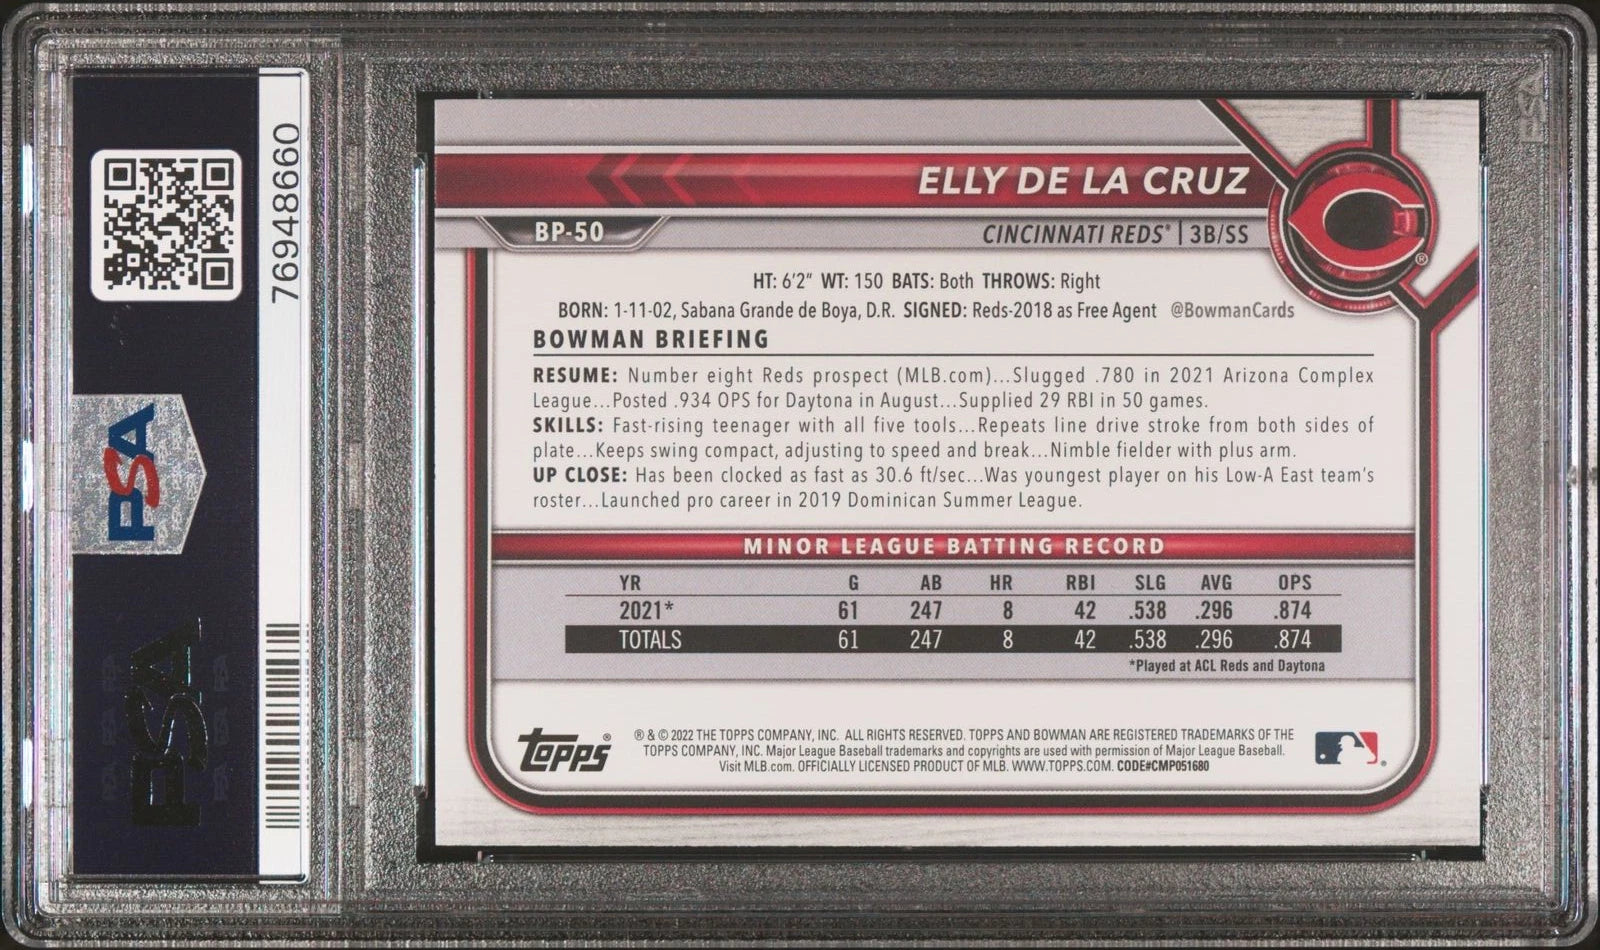 76948660
PSA
PSA
ELLY DE LA CRUZ
BP-50
CINCINNATI REDS® | 3B/SS
HT: 6'2" WT: 150 BATS: Both THROWS: Right
BORN: 1-11-02, Sabana Grande de Boya, D.R. SIGNED: Reds-2018 as Free Agent @BowmanCards
BOWMAN BRIEFING
RESUME: Number eight Reds prospect (MLB.com)...Slugged .780 in 2021 Arizona Complex
League...Posted .934 OPS for Daytona in August...Supplied 29 RBI in 50 games.
SKILLS: Fast-rising teenager with all five tools...Repeats line drive stroke from both sides of
plate...Keeps swing compact, adjusting to speed and break...Nimble fielder with plus arm.
UP CLOSE: Has been clocked as fast as 30.6 ft/sec...Was youngest player on his Low-A East team's
roster...Launched pro career in 2019 Dominican Summer League.
MINOR LEAGUE BATTING RECORD
YR G AB HR RBI SLG AVG OPS
2021* 61 247 8 42 .538 .296 .874
TOTALS 61 247 8 42 .538 .296 .874
*Played at ACL Reds and Daytona
Topps®
® & © 2022 THE TOPPS COMPANY, INC. ALL RIGHTS RESERVED. TOPPS AND BOWMAN ARE REGISTERED TRADEMARKS OF THE
TOPPS COMPANY, INC. Major League Baseball trademarks and copyrights are used with permission of Major League Baseball.
Visit MLB.com. OFFICIALLY LICENSED PRODUCT OF MLB. WWW.TOPPS.COM. CODE#CMP051680
PSA